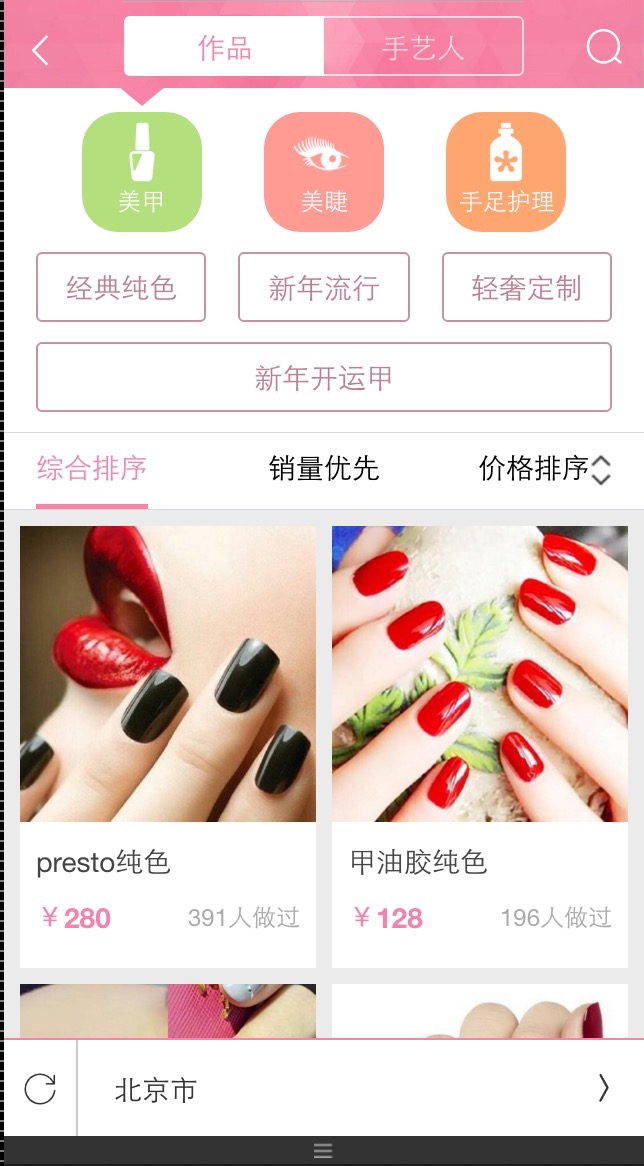 作品 手艺人
美甲 美睫 手足护理
经典纯色 新年流行 轻奢定制
新年开运甲
综合排序 销量优先 价格排序
presto纯色 甲油胶纯色
￥280 391人做过 ￥128 196人做过
北京市